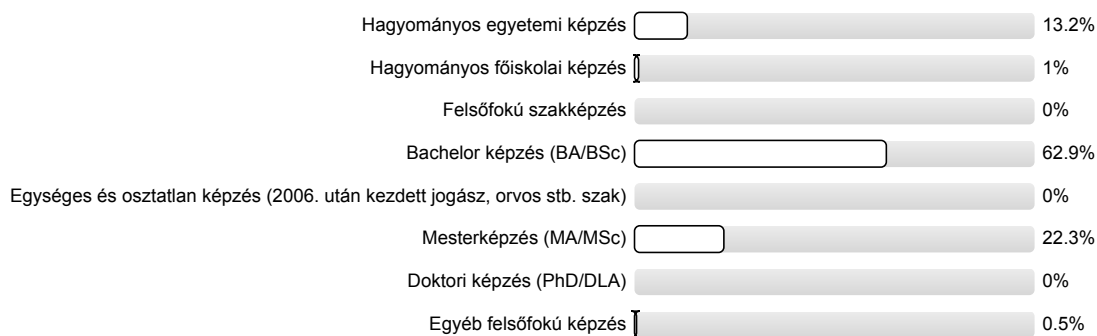 Hagyományos egyetemi képzés 13.2%
Hagyományos főiskolai képzés 1%
Felsőfokú szakképzés 0%
Bachelor képzés (BA/BSc) 62.9%
Egységes és osztatlan képzés (2006. után kezdett jogász, orvos stb. szak) 0%
Mesterképzés (MA/MSc) 22.3%
Doktori képzés (PhD/DLA) 0%
Egyéb felsőfokú képzés 0.5%